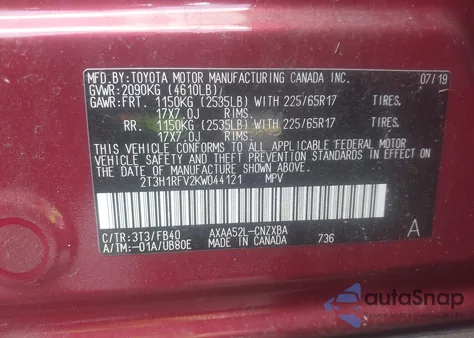 MFD.BY:TOYOTA MOTOR MANUFACTURING CANADA INC. 07/19
GVWR:2090KG (4610LB)
GAWR:FRT. 1150KG (2535LB) WITH 225/65R17 TIRES,
17X7.0J RIMS.
RR. 1150KG (2535LB) WITH 225/65R17 TIRES,
17X7.0J RIMS.
THIS VEHICLE CONFORMS TO ALL APPLICABLE FEDERAL MOTOR
VEHICLE SAFETY, BUMPER, AND THEFT PREVENTION STANDARDS IN EFFECT ON
THE DATE OF MANUFACTURE SHOWN ABOVE.
2T3H1RFV2KW044121 MPV
C/TR:3T3/FB40 AXAA52L-CNZXBA
A/TM:-01A/UB80E MADE IN CANADA 736 A
autoSnap